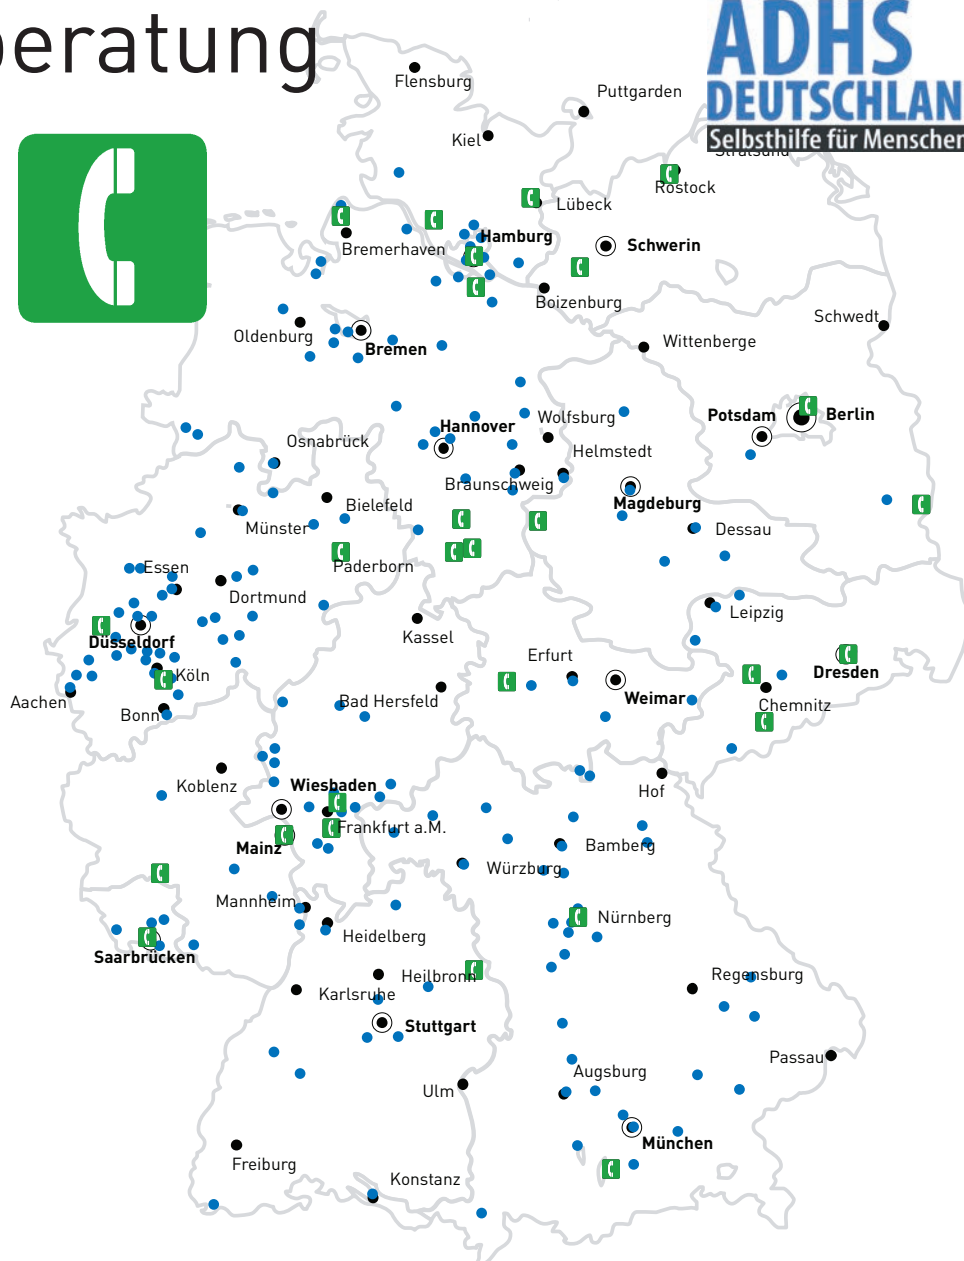 beratung
ADHS
DEUTSCHLAN
Selbsthilfe für Menschen
Flensburg
Puttgarden
Kiel
Stralsund
Rostock
Lübeck
Hamburg
Schwerin
Bremerhaven
Boizenburg
Schwedt
Oldenburg
Bremen
Wittenberge
Potsdam
Berlin
Wolfsburg
Hannover
Osnabrück
Helmstedt
Braunschweig
Magdeburg
Bielefeld
Münster
Dessau
Paderborn
Essen
Dortmund
Leipzig
Kassel
Düsseldorf
Erfurt
Dresden
Köln
Weimar
Aachen
Bad Hersfeld
Chemnitz
Bonn
Koblenz
Wiesbaden
Hof
Frankfurt a.M.
Mainz
Bamberg
Würzburg
Mannheim
Nürnberg
Heidelberg
Saarbrücken
Heilbronn
Regensburg
Karlsruhe
Stuttgart
Passau
Augsburg
Ulm
München
Freiburg
Konstanz